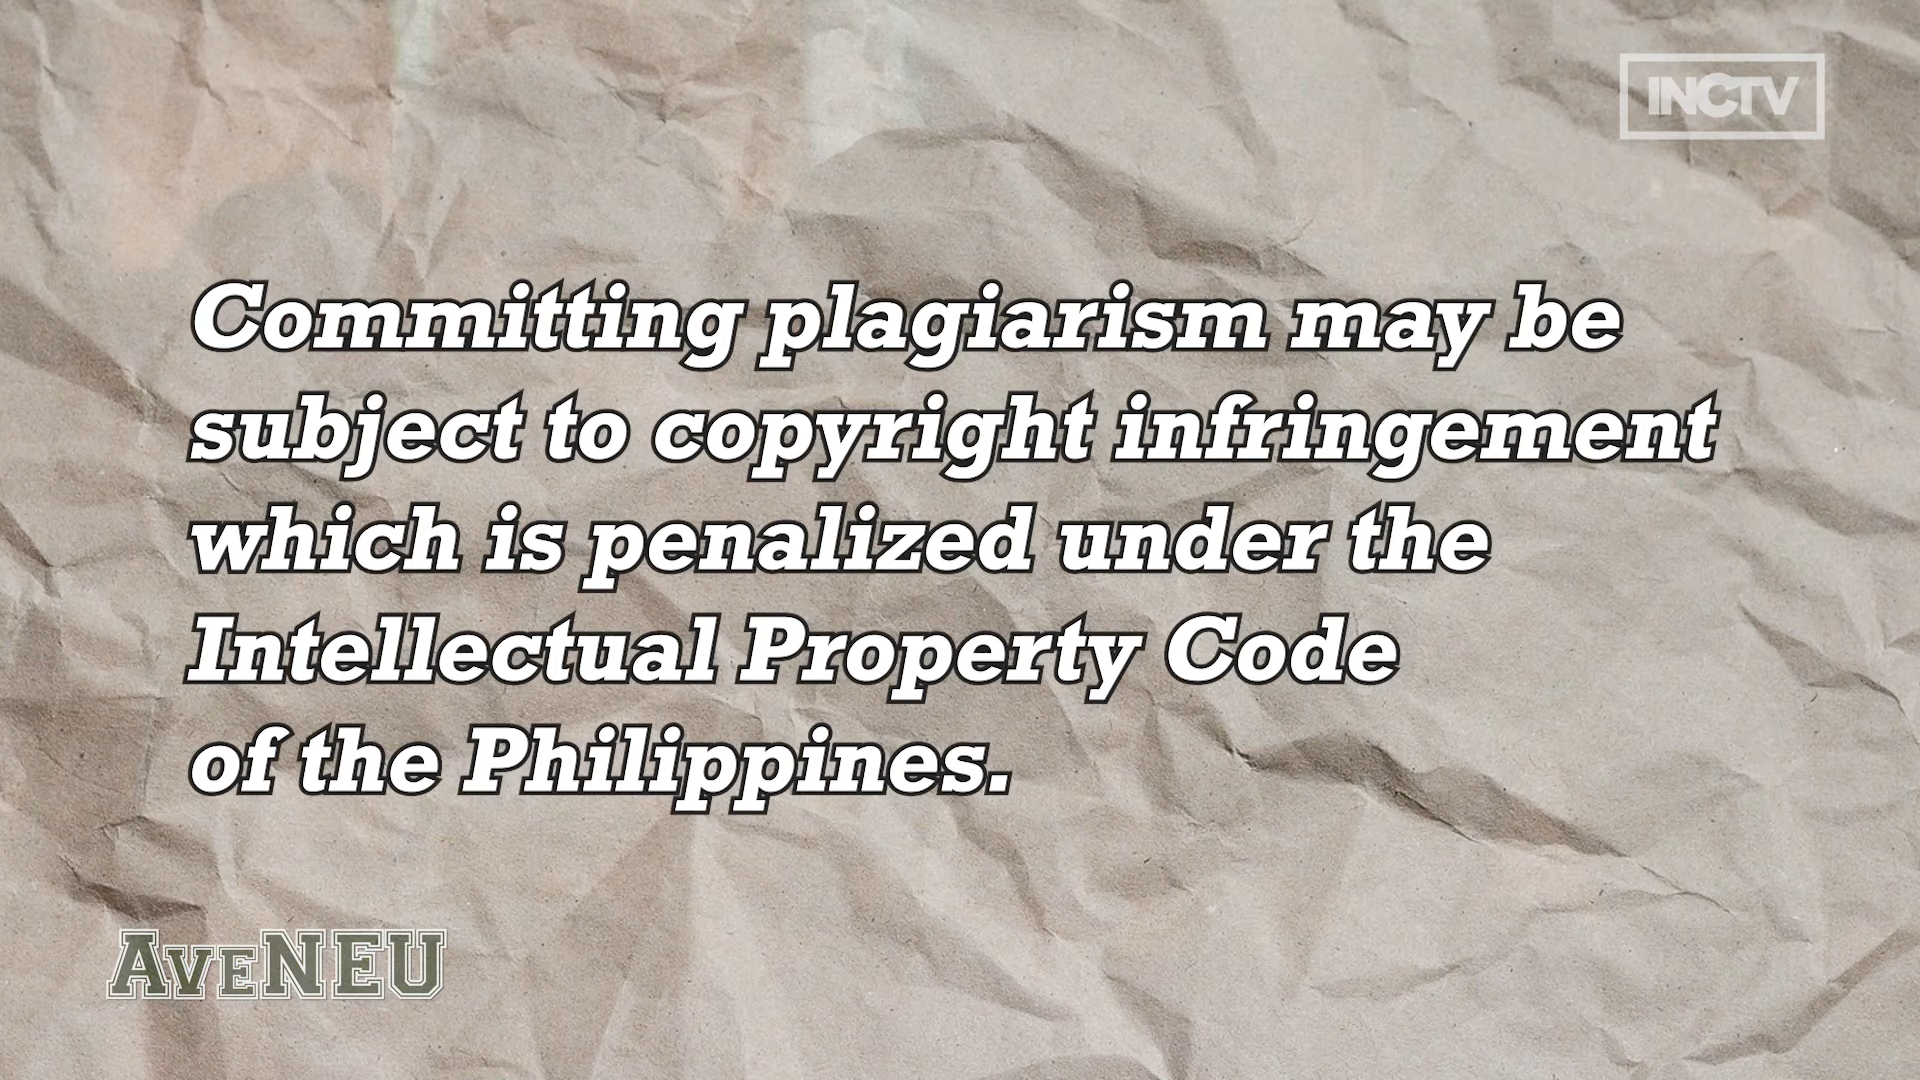 INCTV
Committing plagiarism may be
subject to copyright infringement
which is penalized under the
Intellectual Property Code
of the Philippines.
AVENEU